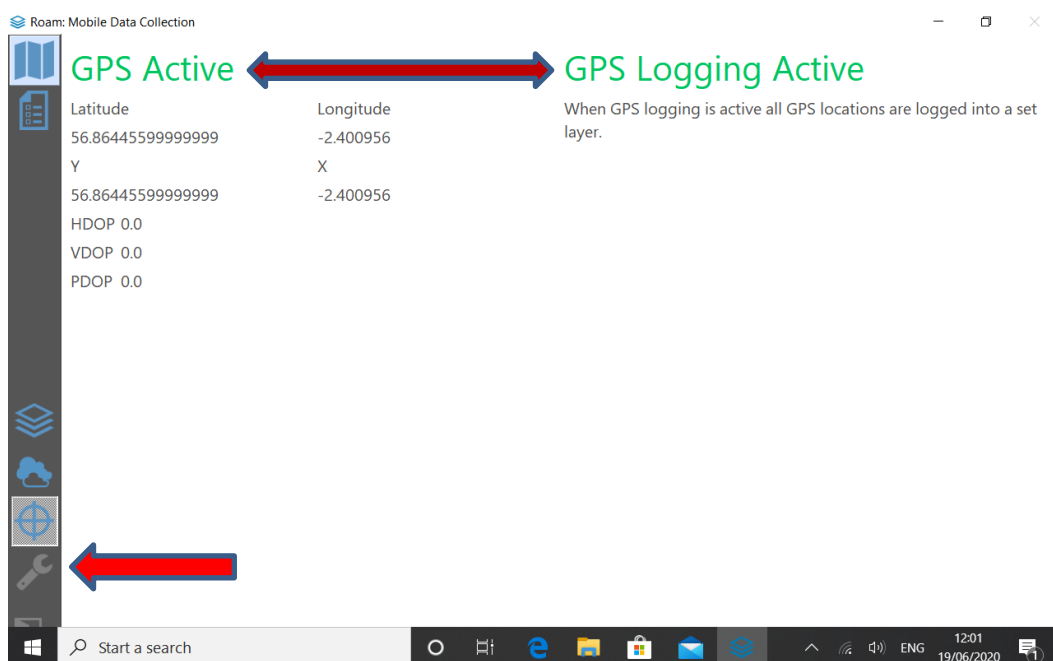 Roam: Mobile Data Collection
GPS Active
GPS Logging Active
Latitude
Longitude
When GPS logging is active all GPS locations are logged into a set
layer.
56.86445599999999
-2.400956
Y
X
56.86445599999999
-2.400956
HDOP 0.0
VDOP 0.0
PDOP 0.0
Start a search
ENG
12:01
19/06/2020
1